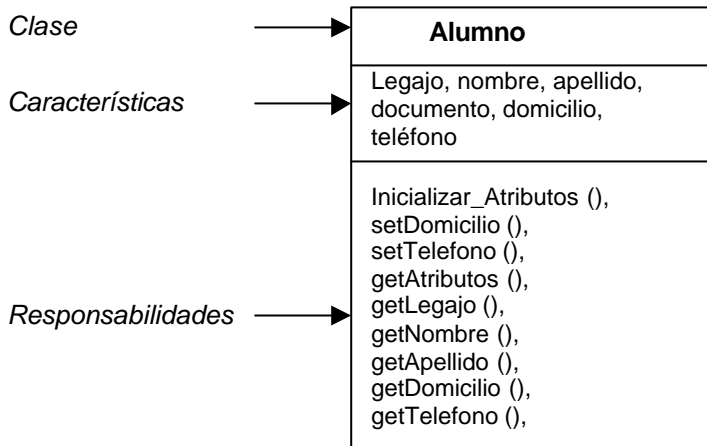 Clase
Alumno
Características
Legajo, nombre, apellido,
documento, domicilio,
teléfono
Responsabilidades
Inicializar_Atributos (),
setDomicilio (),
setTelefono (),
getAtributos (),
getLegajo (),
getNombre (),
getApellido (),
getDomicilio (),
getTelefono (),